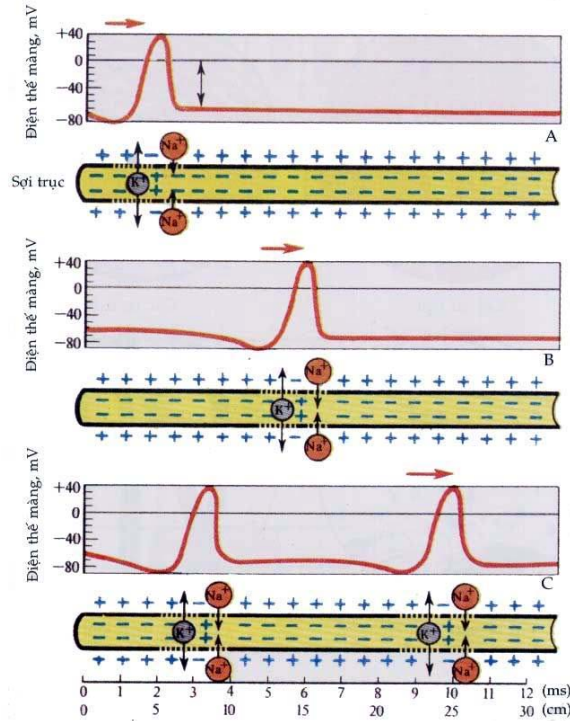 Điện thế màng, mV
+40
0
−40
−80
A
+ + − + + + + + + + + + + + + + +
Na⁺
Sợi trục
K⁺
Na⁺
Điện thế màng, mV
+40
0
−40
−80
B
Na⁺
K⁺
Na⁺
Điện thế màng, mV
+40
0
−40
−80
C
Na⁺
Na⁺
K⁺
K⁺
Na⁺
Na⁺
0 1 2 3 4 5 6 7 8 9 10 11 12 (ms)
0 5 10 15 20 25 30 (cm)